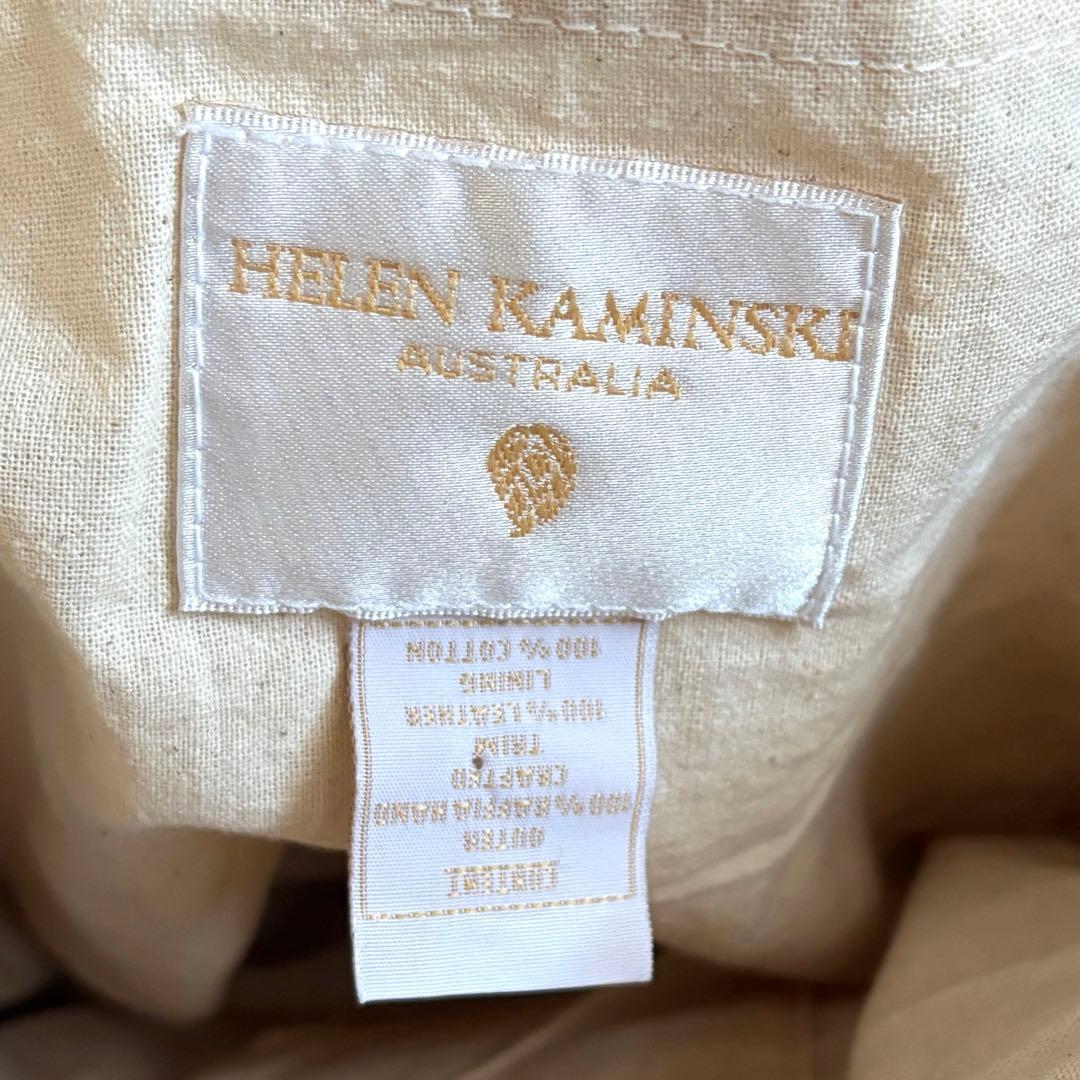 HELEN KAMINSKI
AUSTRALIA
CONTENT
OUTER
100% RAFFIA HAND
CRAFTED
TRIM
100% LEATHER
LINING
100% COTTON